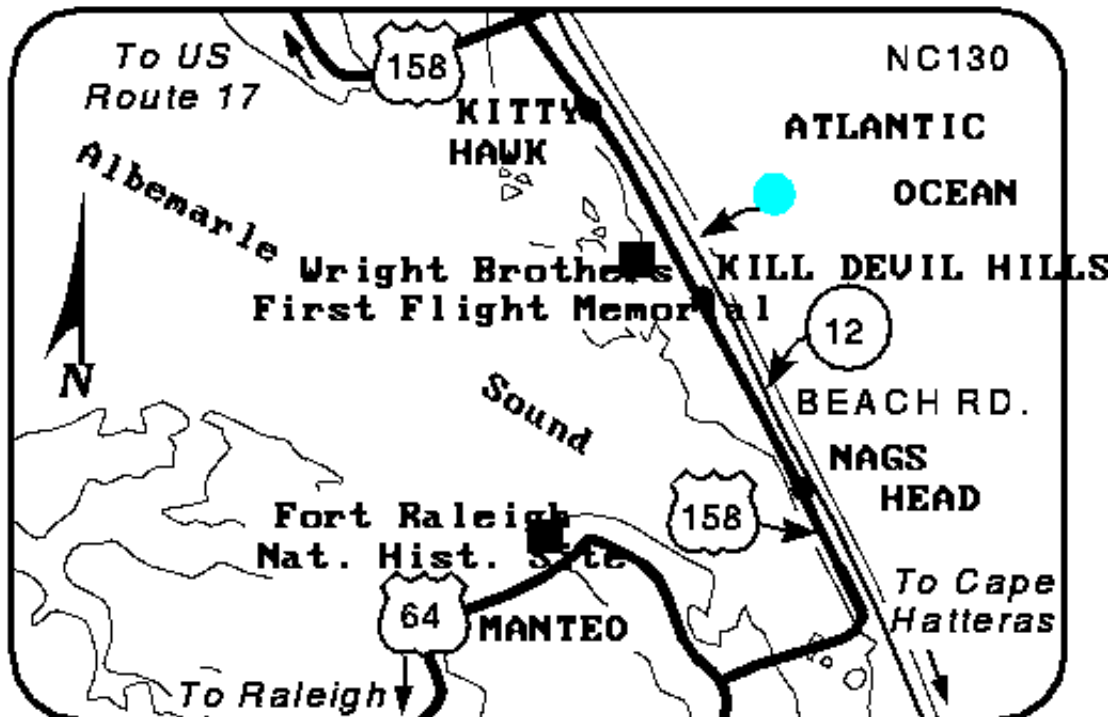 To US
Route 17
158
NC130
KITTY
HAWK
ATLANTIC
OCEAN
Albemarle
Wright Brothers
First Flight Memorial
KILL DEVIL HILLS
12
N
BEACH RD.
Sound
NAGS
HEAD
158
Fort Raleigh
Nat. Hist. Site
64
MANTEO
To Cape
Hatteras
To Raleigh